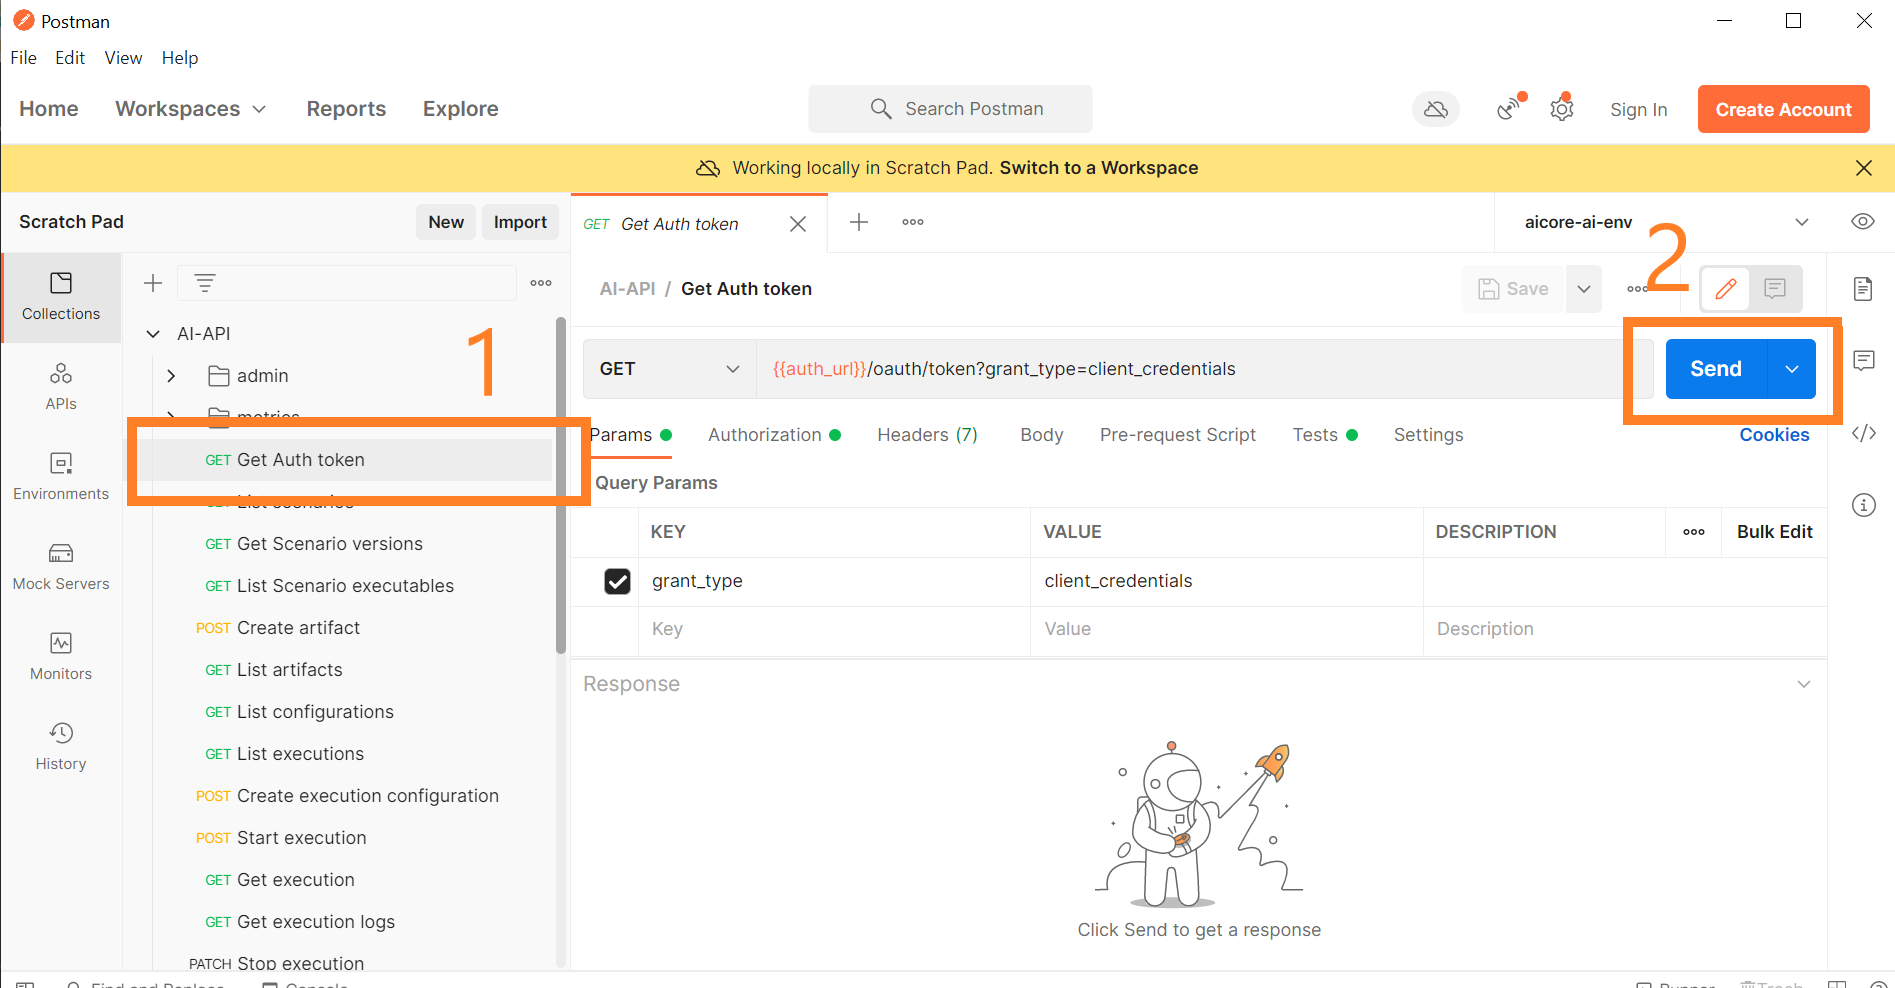 Postman
File Edit View Help
Home Workspaces Reports Explore Search Postman Sign In Create Account
Working locally in Scratch Pad. Switch to a Workspace
Scratch Pad New Import GET Get Auth token aicore-ai-env
2
AI-API / Get Auth token Save
Collections
AI-API
1
admin
GET {{auth_url}}/oauth/token?grant_type=client_credentials Send
APIs
metrics
Params Authorization Headers (7) Body Pre-request Script Tests Settings Cookies
GET Get Auth token
Query Params
Environments
GET List scenarios
KEY VALUE DESCRIPTION Bulk Edit
GET Get Scenario versions
Mock Servers
GET List Scenario executables
grant_type client_credentials
POST Create artifact
Key Value Description
Monitors
GET List artifacts
Response
GET List configurations
History
GET List executions
POST Create execution configuration
POST Start execution
GET Get execution
GET Get execution logs
Click Send to get a response
PATCH Stop execution
Find and Replace Console Runner Trash